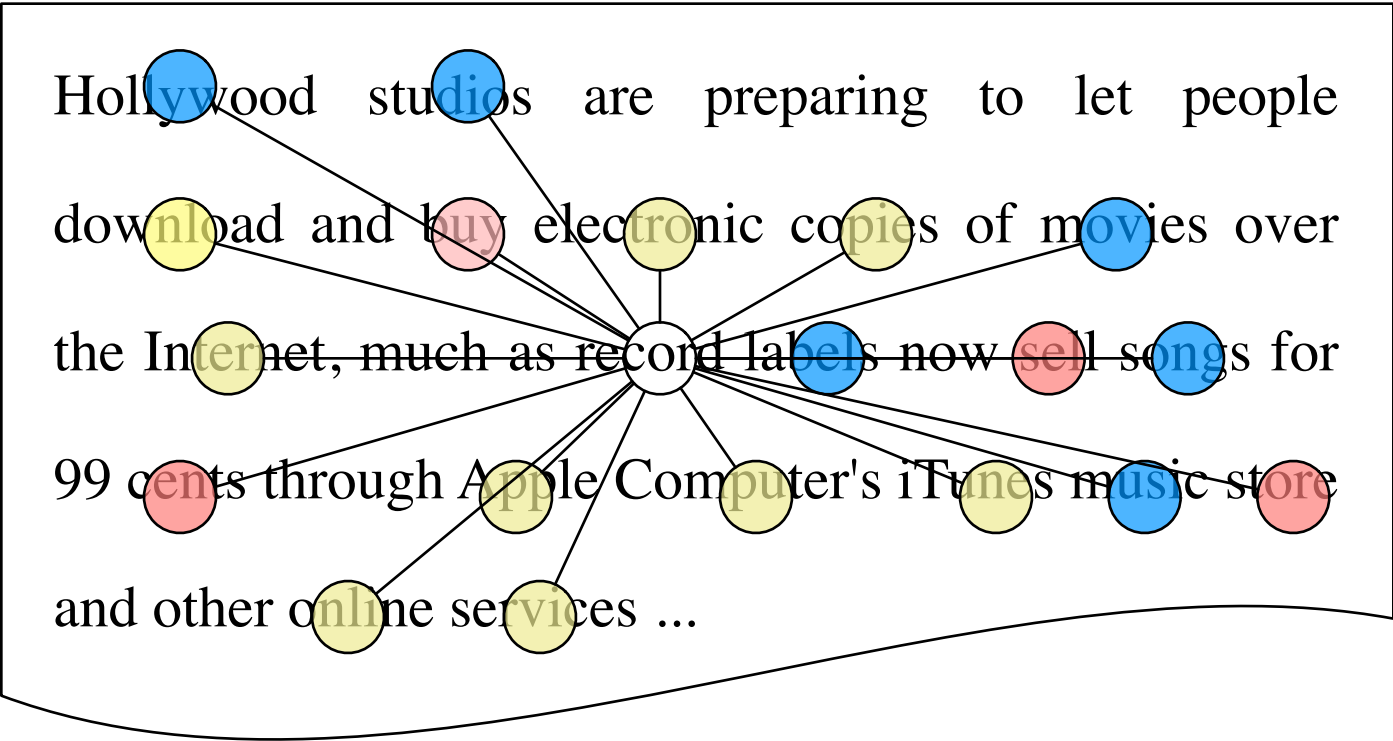 Hollywood studios are preparing to let people
download and buy electronic copies of movies over
the Internet, much as record labels now sell songs for
99 cents through Apple Computer's iTunes music store
and other online services ...